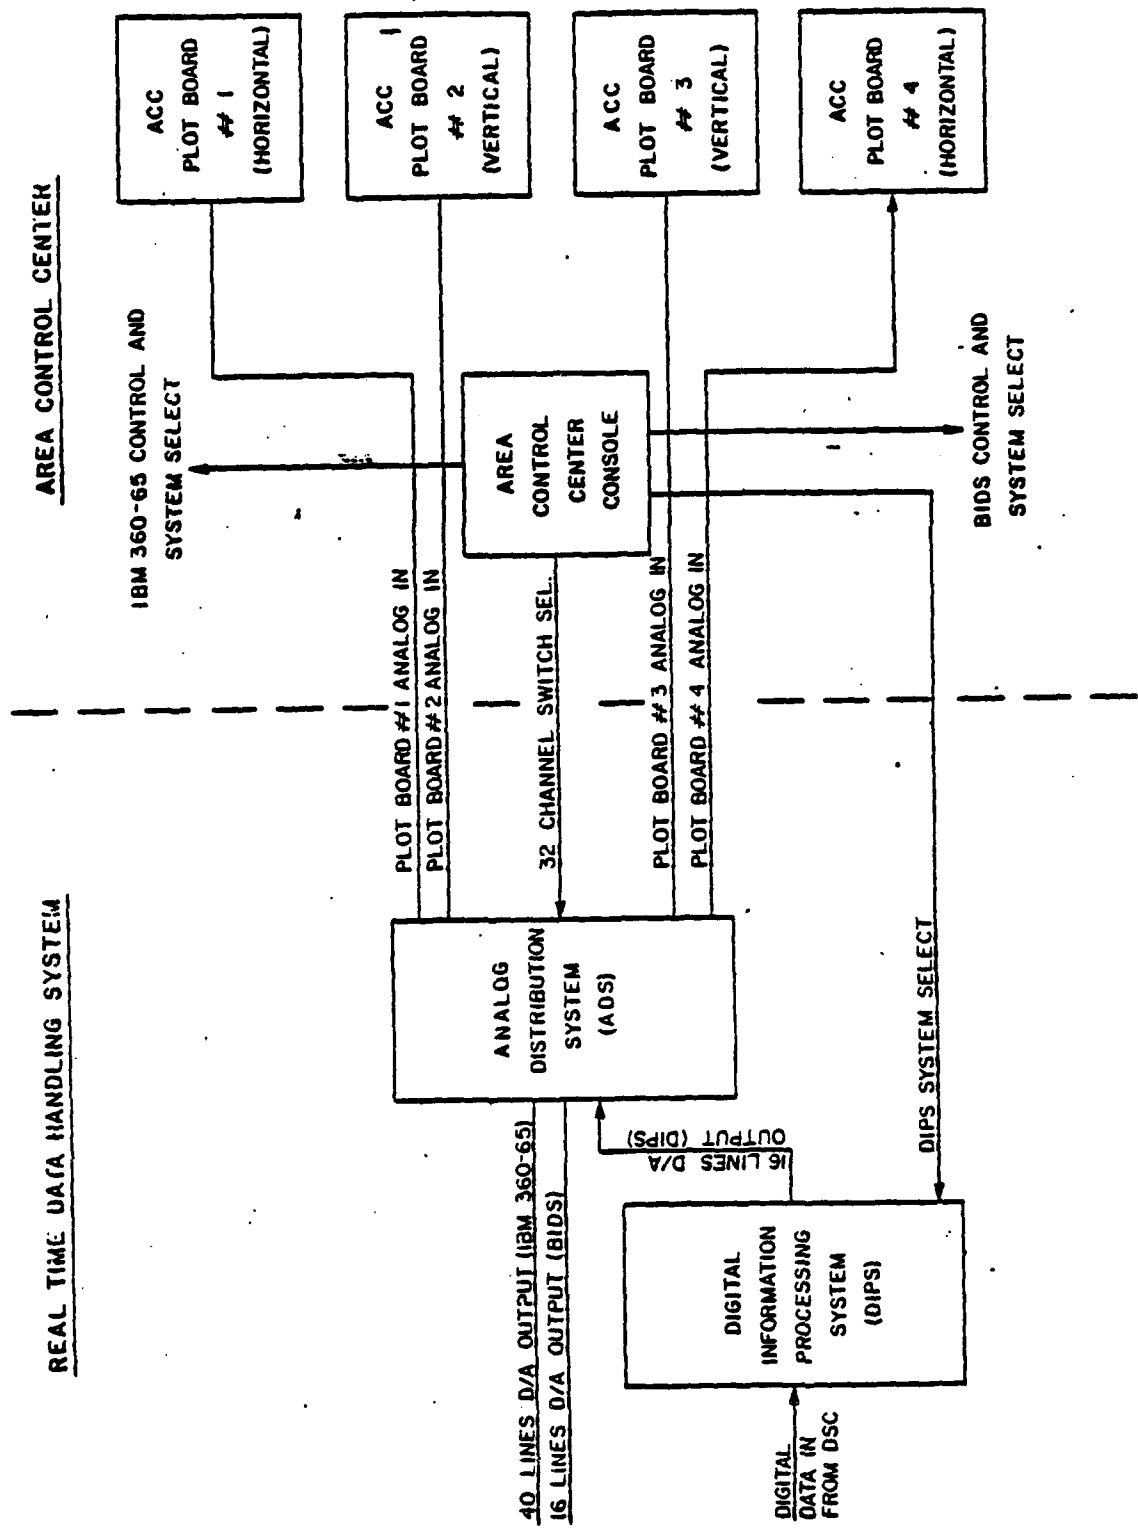 REAL TIME DATA HANDLING SYSTEM
AREA CONTROL CENTER
40 LINES D/A OUTPUT (IBM 360-65)
16 LINES D/A OUTPUT (BIDS)
DIGITAL
DATA IN
FROM DSC
DIGITAL
INFORMATION
PROCESSING
SYSTEM
(DIPS)
16 LINES D/A
OUTPUT (DIPS)
ANALOG
DISTRIBUTION
SYSTEM
(ADS)
DIPS SYSTEM SELECT
PLOT BOARD #1 ANALOG IN
PLOT BOARD #2 ANALOG IN
32 CHANNEL SWITCH SEL.
PLOT BOARD # 3 ANALOG IN
PLOT BOARD # 4 ANALOG IN
IBM 360-65 CONTROL AND
SYSTEM SELECT
AREA
CONTROL
CENTER
CONSOLE
BIDS CONTROL AND
SYSTEM SELECT
ACC
PLOT BOARD
# 1
(HORIZONTAL)
ACC
PLOT BOARD
# 2
(VERTICAL)
ACC
PLOT BOARD
# 3
(VERTICAL)
ACC
PLOT BOARD
# 4
(HORIZONTAL)